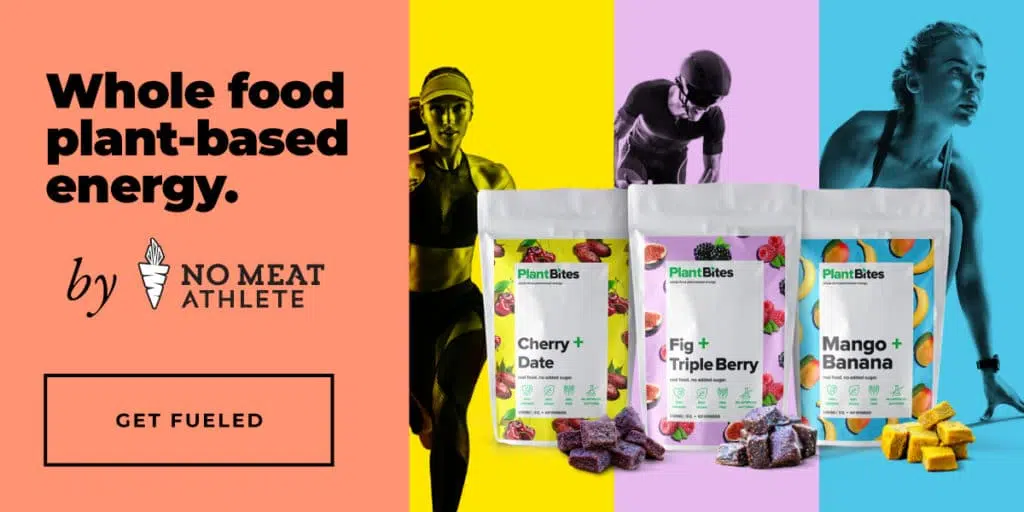 Whole food
plant-based
energy.
by NO MEAT
ATHLETE
GET FUELED
PlantBites
Cherry +
Date
real food, no added sugar
PlantBites
Fig +
Triple Berry
real food, no added sugar
PlantBites
Mango +
Banana
real food, no added sugar